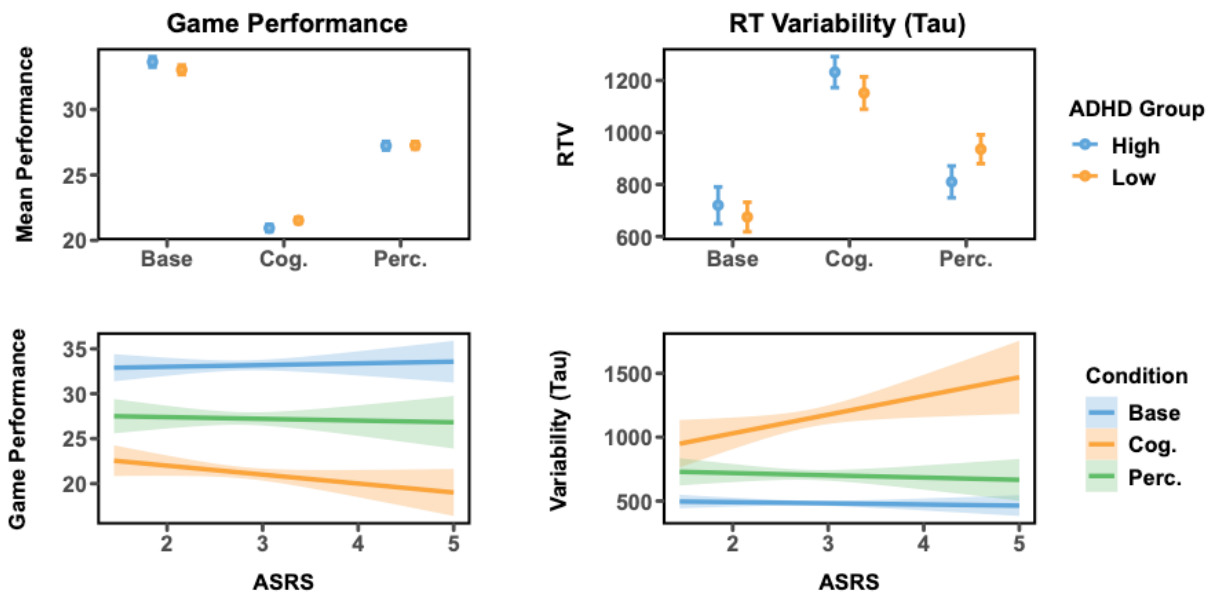 Game Performance
Mean Performance
30
25
20
Base Cog. Perc.
RT Variability (Tau)
RTV
1200
1000
800
600
Base Cog. Perc.
ADHD Group
High
Low
Game Performance
35
30
25
20
2 3 4 5
ASRS
Variability (Tau)
1500
1000
500
2 3 4 5
ASRS
Condition
Base
Cog.
Perc.